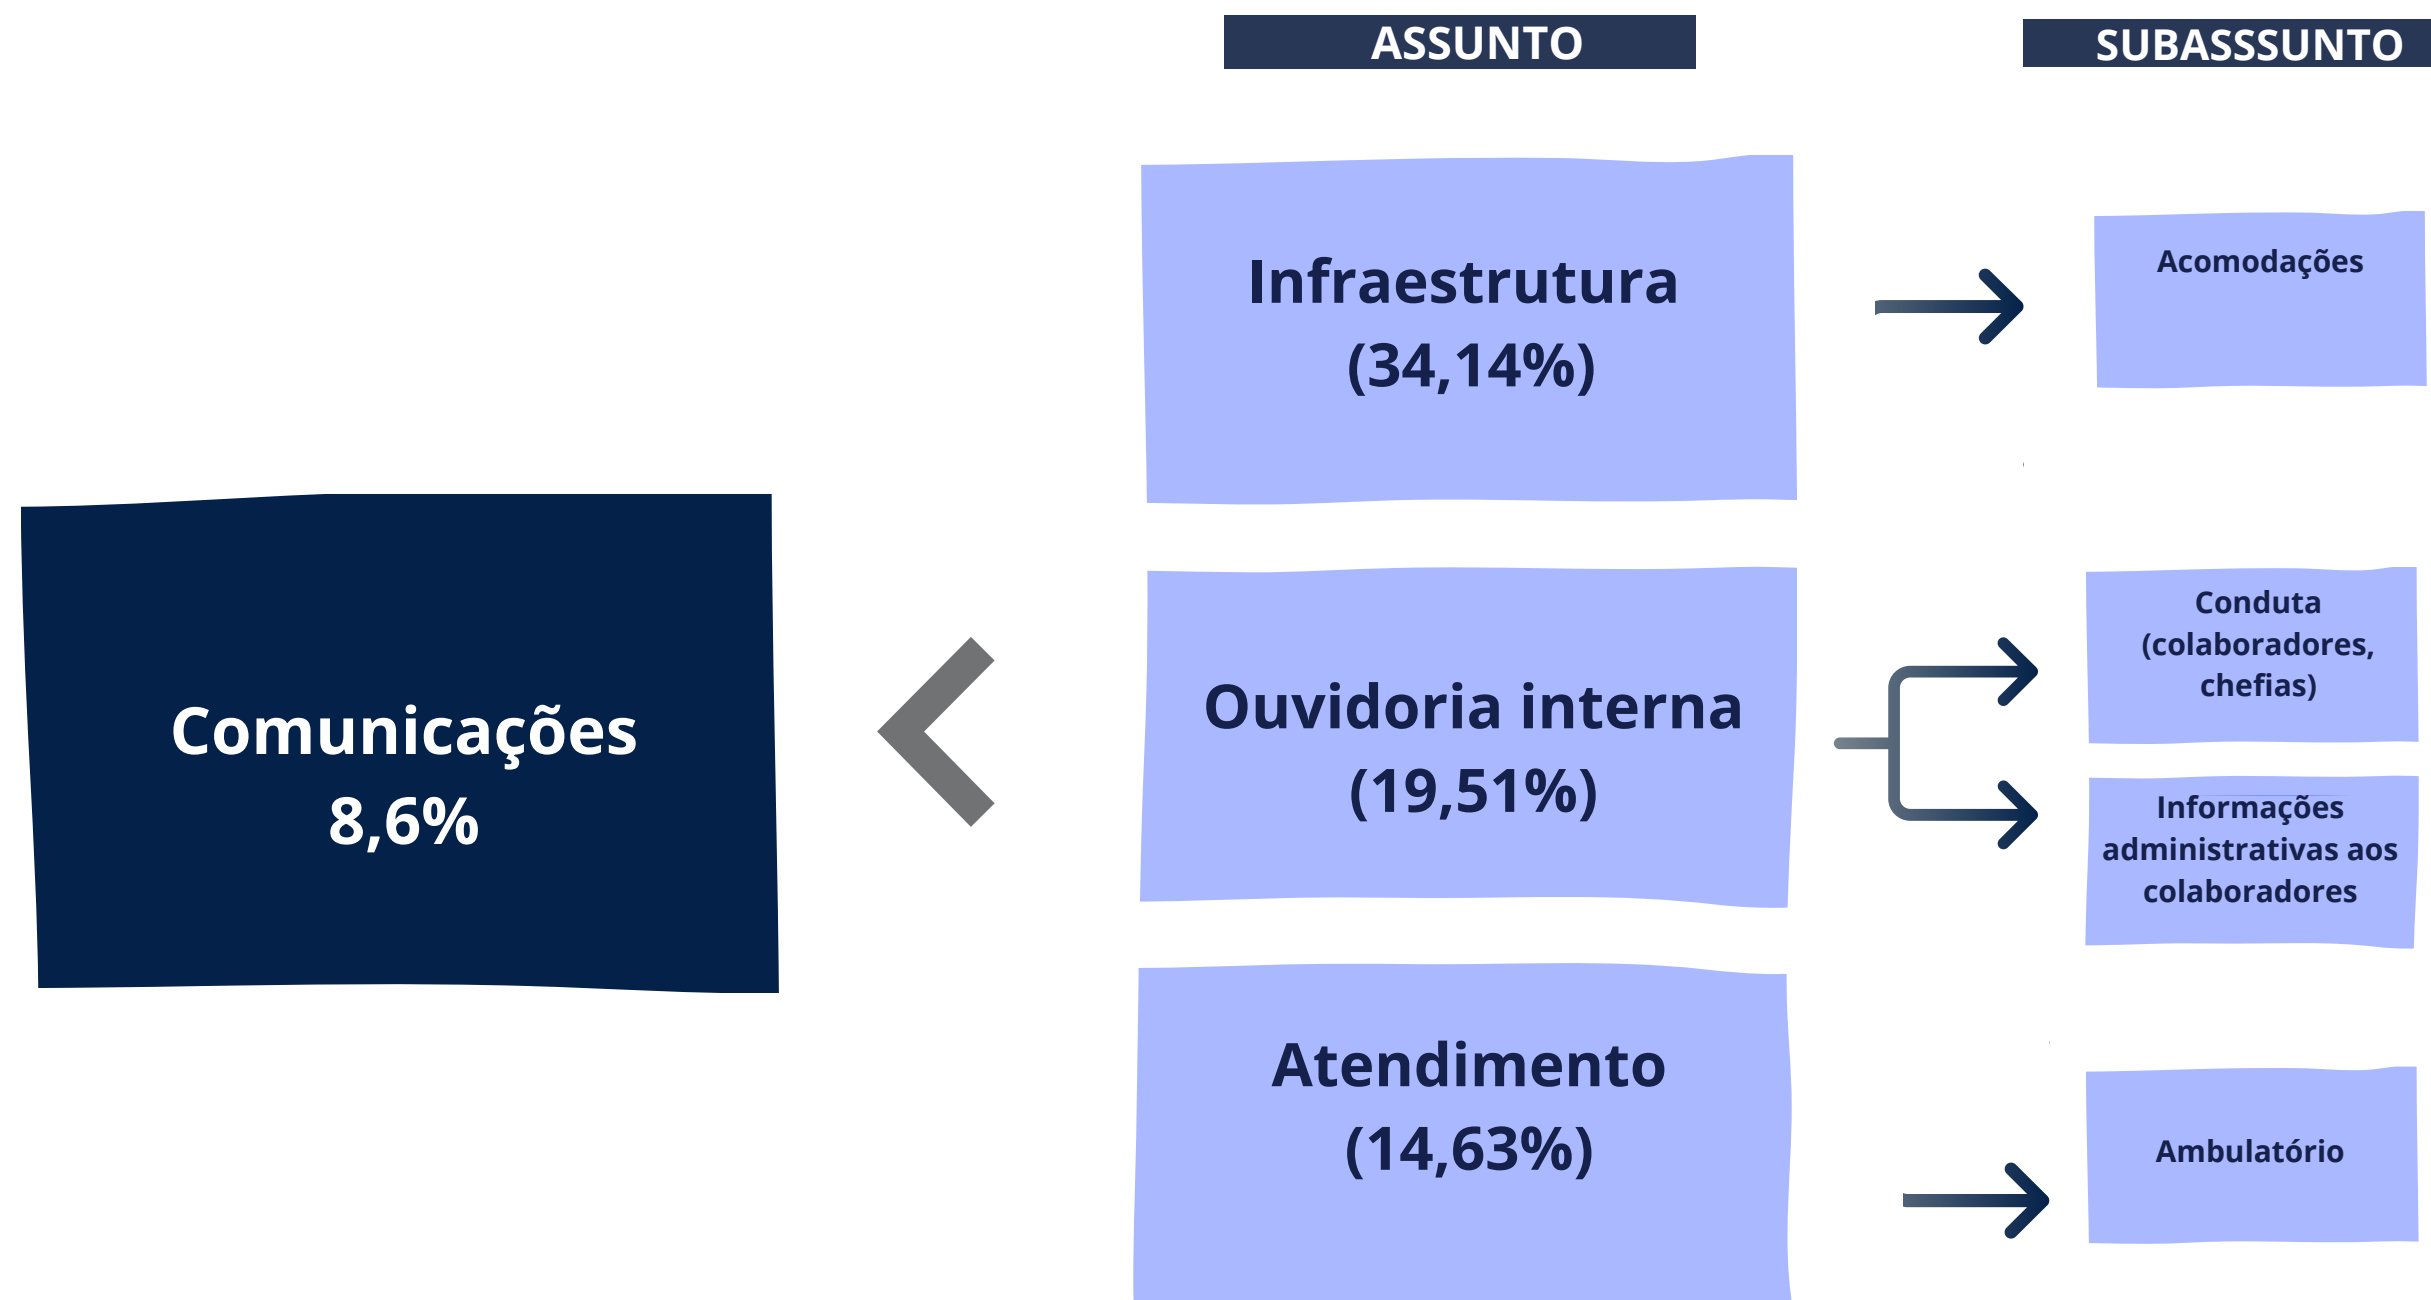 ASSUNTO
SUBASSSUNTO
Infraestrutura
(34,14%)
Acomodações
Comunicações
8,6%
Ouvidoria interna
(19,51%)
Conduta
(colaboradores,
chefias)
Informações
administrativas aos
colaboradores
Atendimento
(14,63%)
Ambulatório